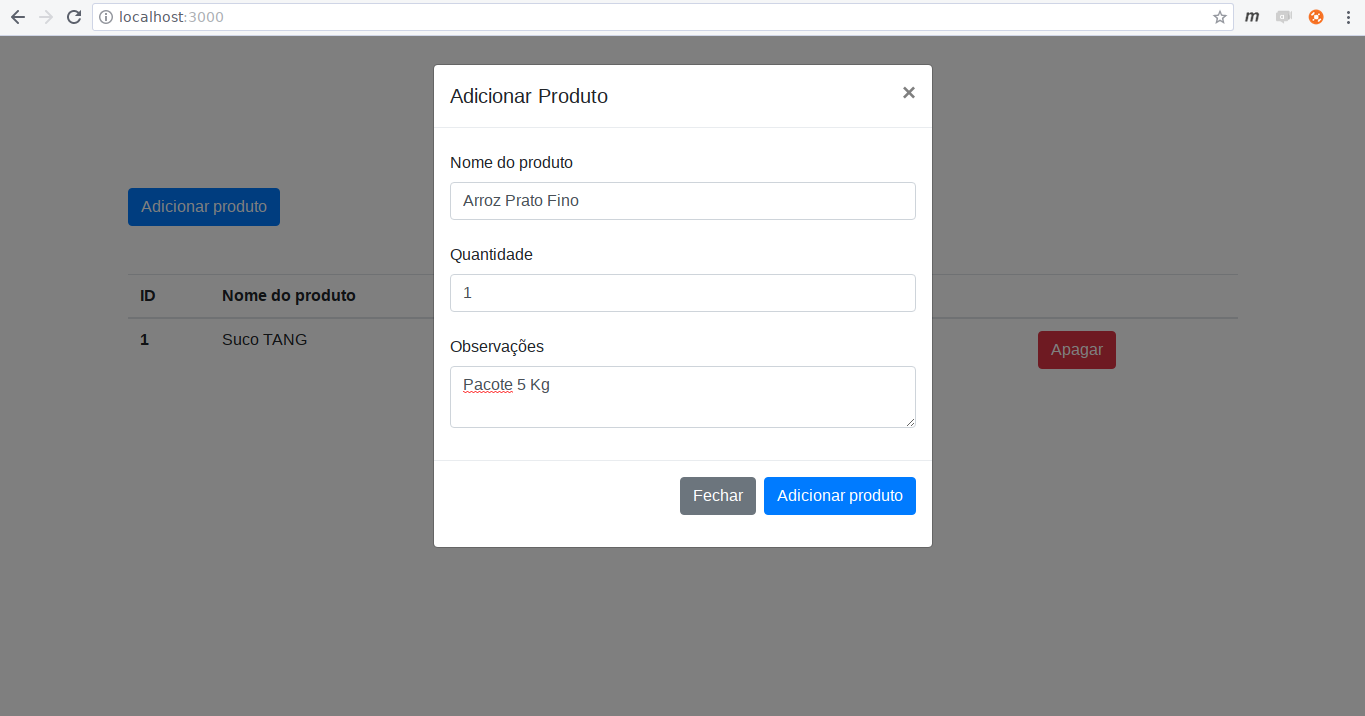 localhost:3000
Adicionar Produto ×
Nome do produto
Arroz Prato Fino
Adicionar produto
Quantidade
1
ID Nome do produto
1 Suco TANG Apagar
Observações
Pacote 5 Kg
Fechar Adicionar produto